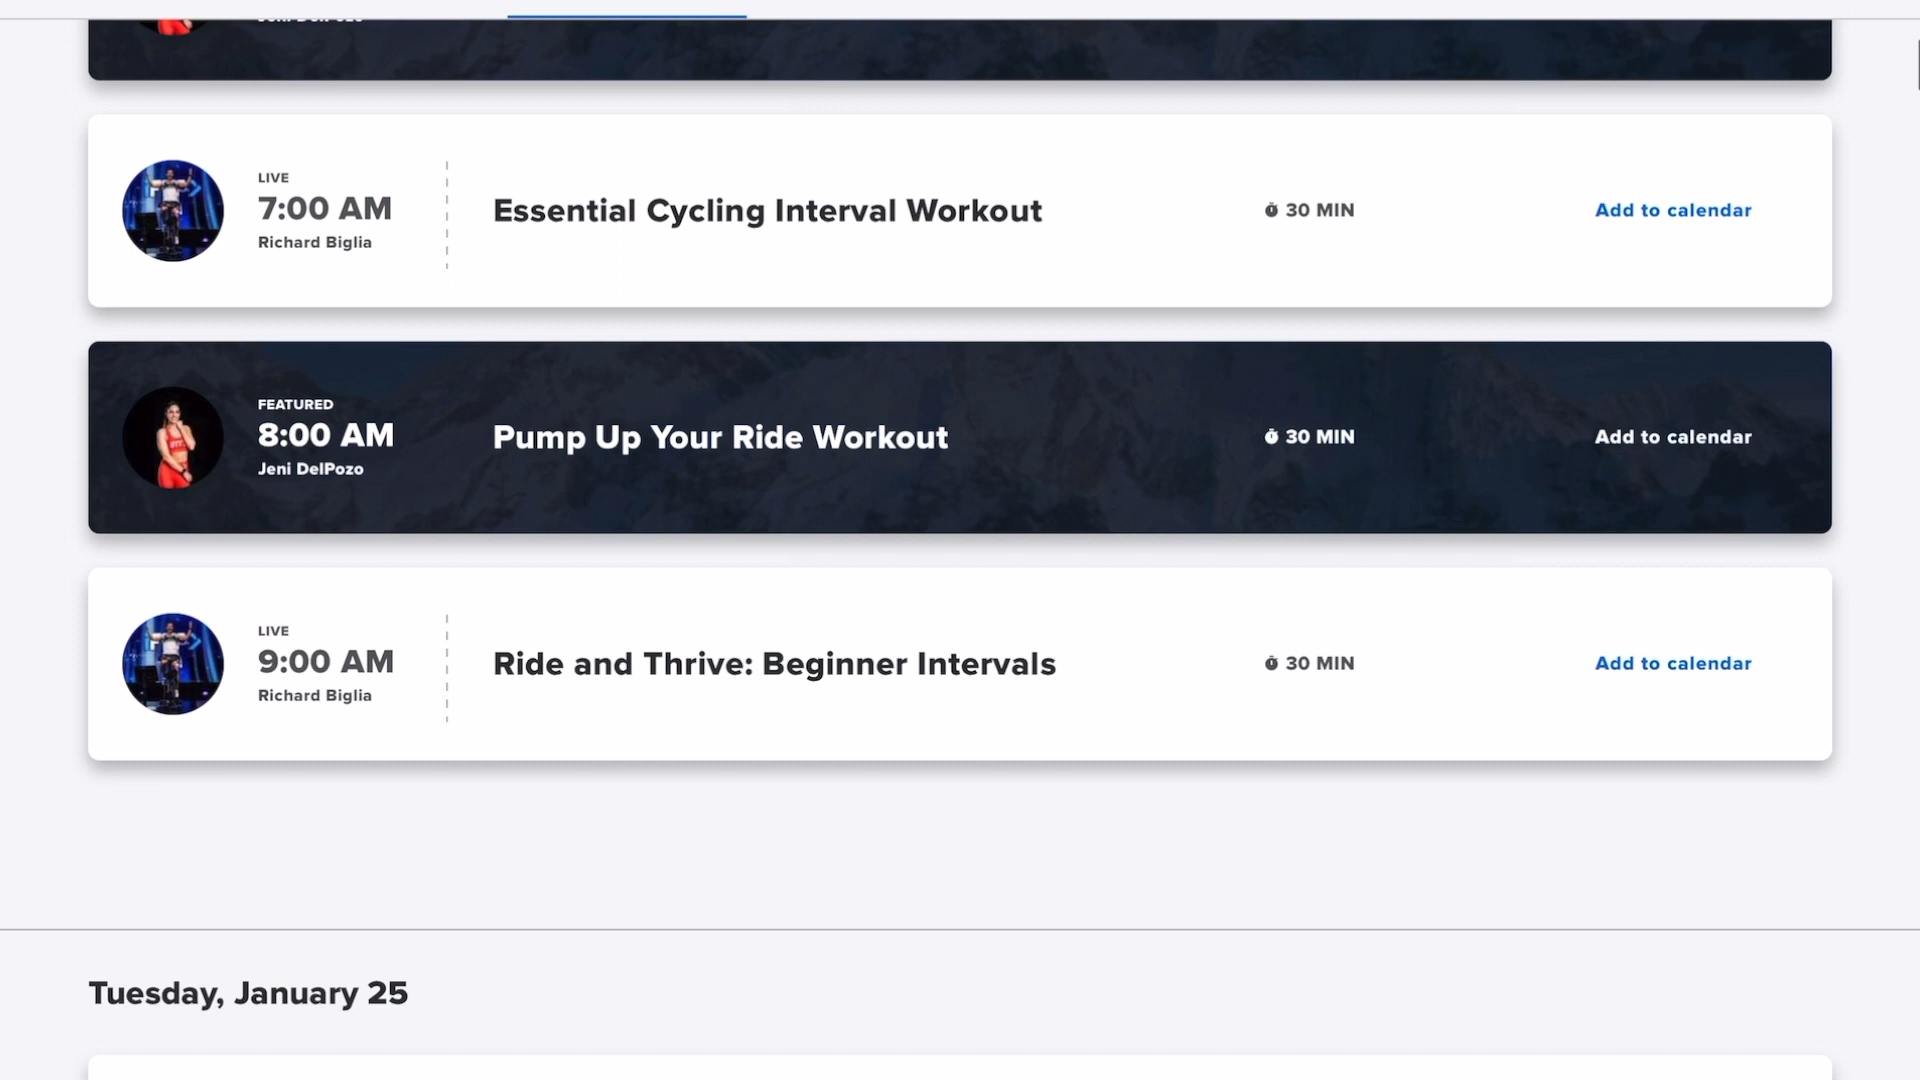 LIVE
7:00 AM
Richard Biglia
Essential Cycling Interval Workout
30 MIN
Add to calendar
FEATURED
8:00 AM
Jeni DelPozo
Pump Up Your Ride Workout
30 MIN
Add to calendar
LIVE
9:00 AM
Richard Biglia
Ride and Thrive: Beginner Intervals
30 MIN
Add to calendar
Tuesday, January 25